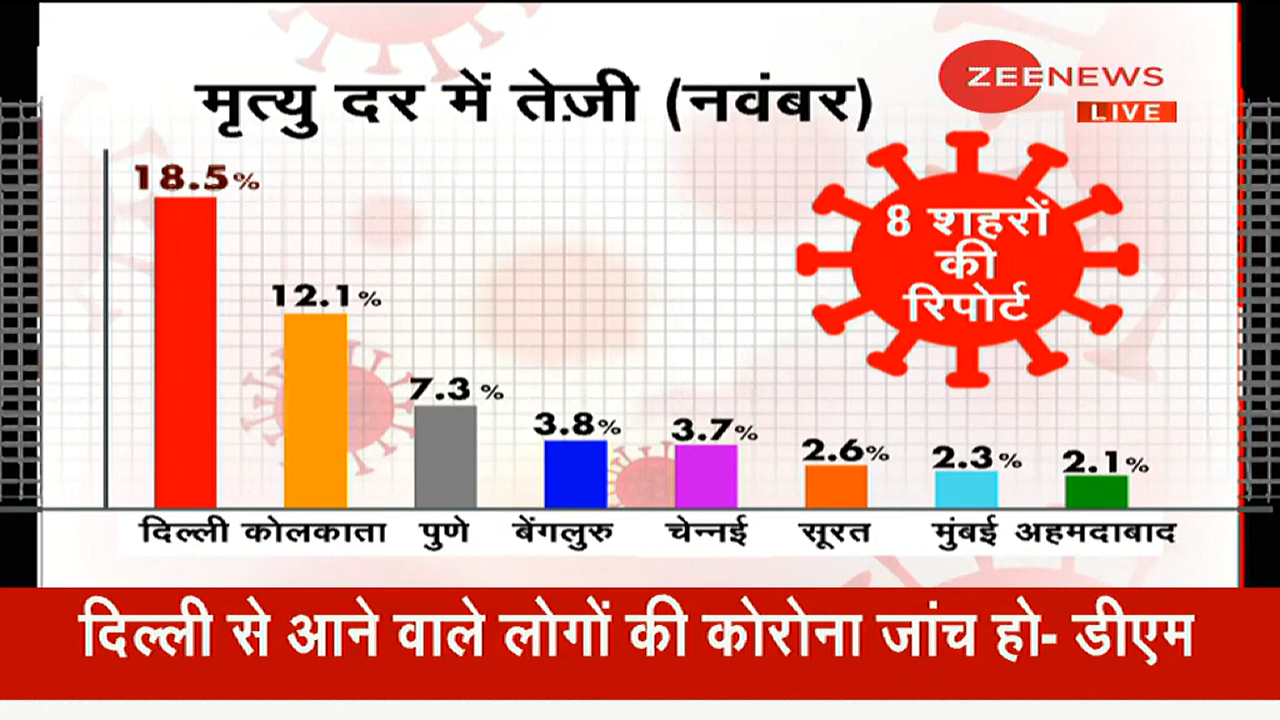 मृत्यु दर में तेज़ी (नवंबर)
ZEENEWS
LIVE
8 शहरों
की
रिपोर्ट
18.5%
12.1%
7.3 %
3.8%
3.7%
2.6%
2.3%
2.1%
दिल्ली कोलकाता पुणे बेंगलुरु चेन्नई सूरत मुंबई अहमदाबाद
दिल्ली से आने वाले लोगों की कोरोना जांच हो- डीएम